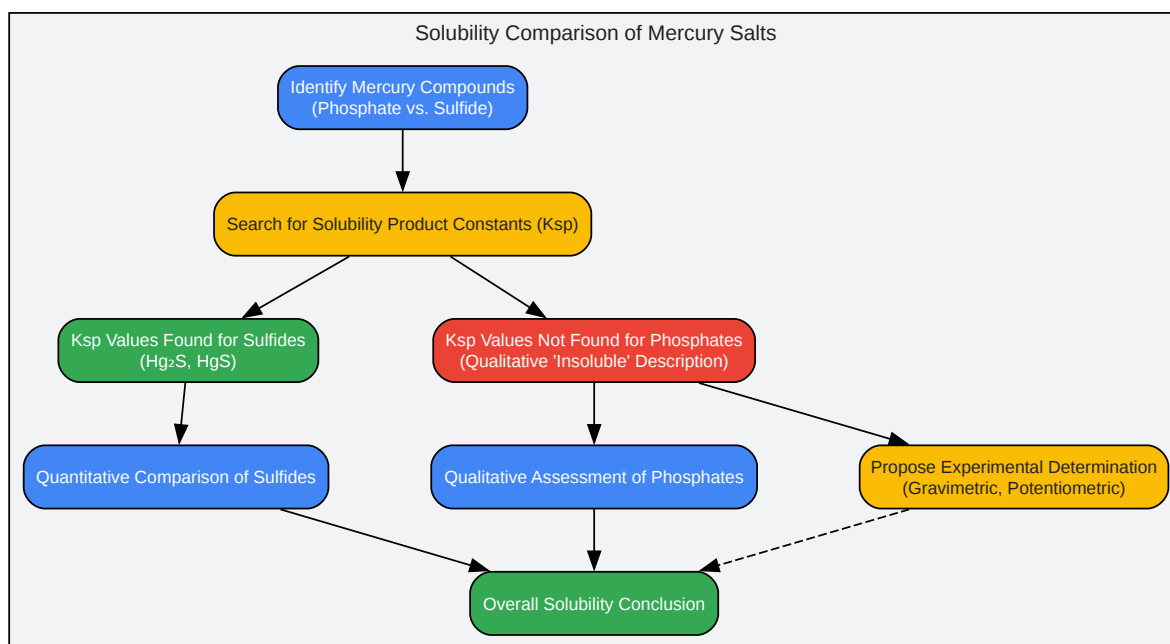 Solubility Comparison of Mercury Salts
Identify Mercury Compounds
(Phosphate vs. Sulfide)
Search for Solubility Product Constants (Ksp)
Ksp Values Found for Sulfides
(Hg₂S, HgS)
Ksp Values Not Found for Phosphates
(Qualitative 'Insoluble' Description)
Quantitative Comparison of Sulfides
Qualitative Assessment of Phosphates
Propose Experimental Determination
(Gravimetric, Potentiometric)
Overall Solubility Conclusion